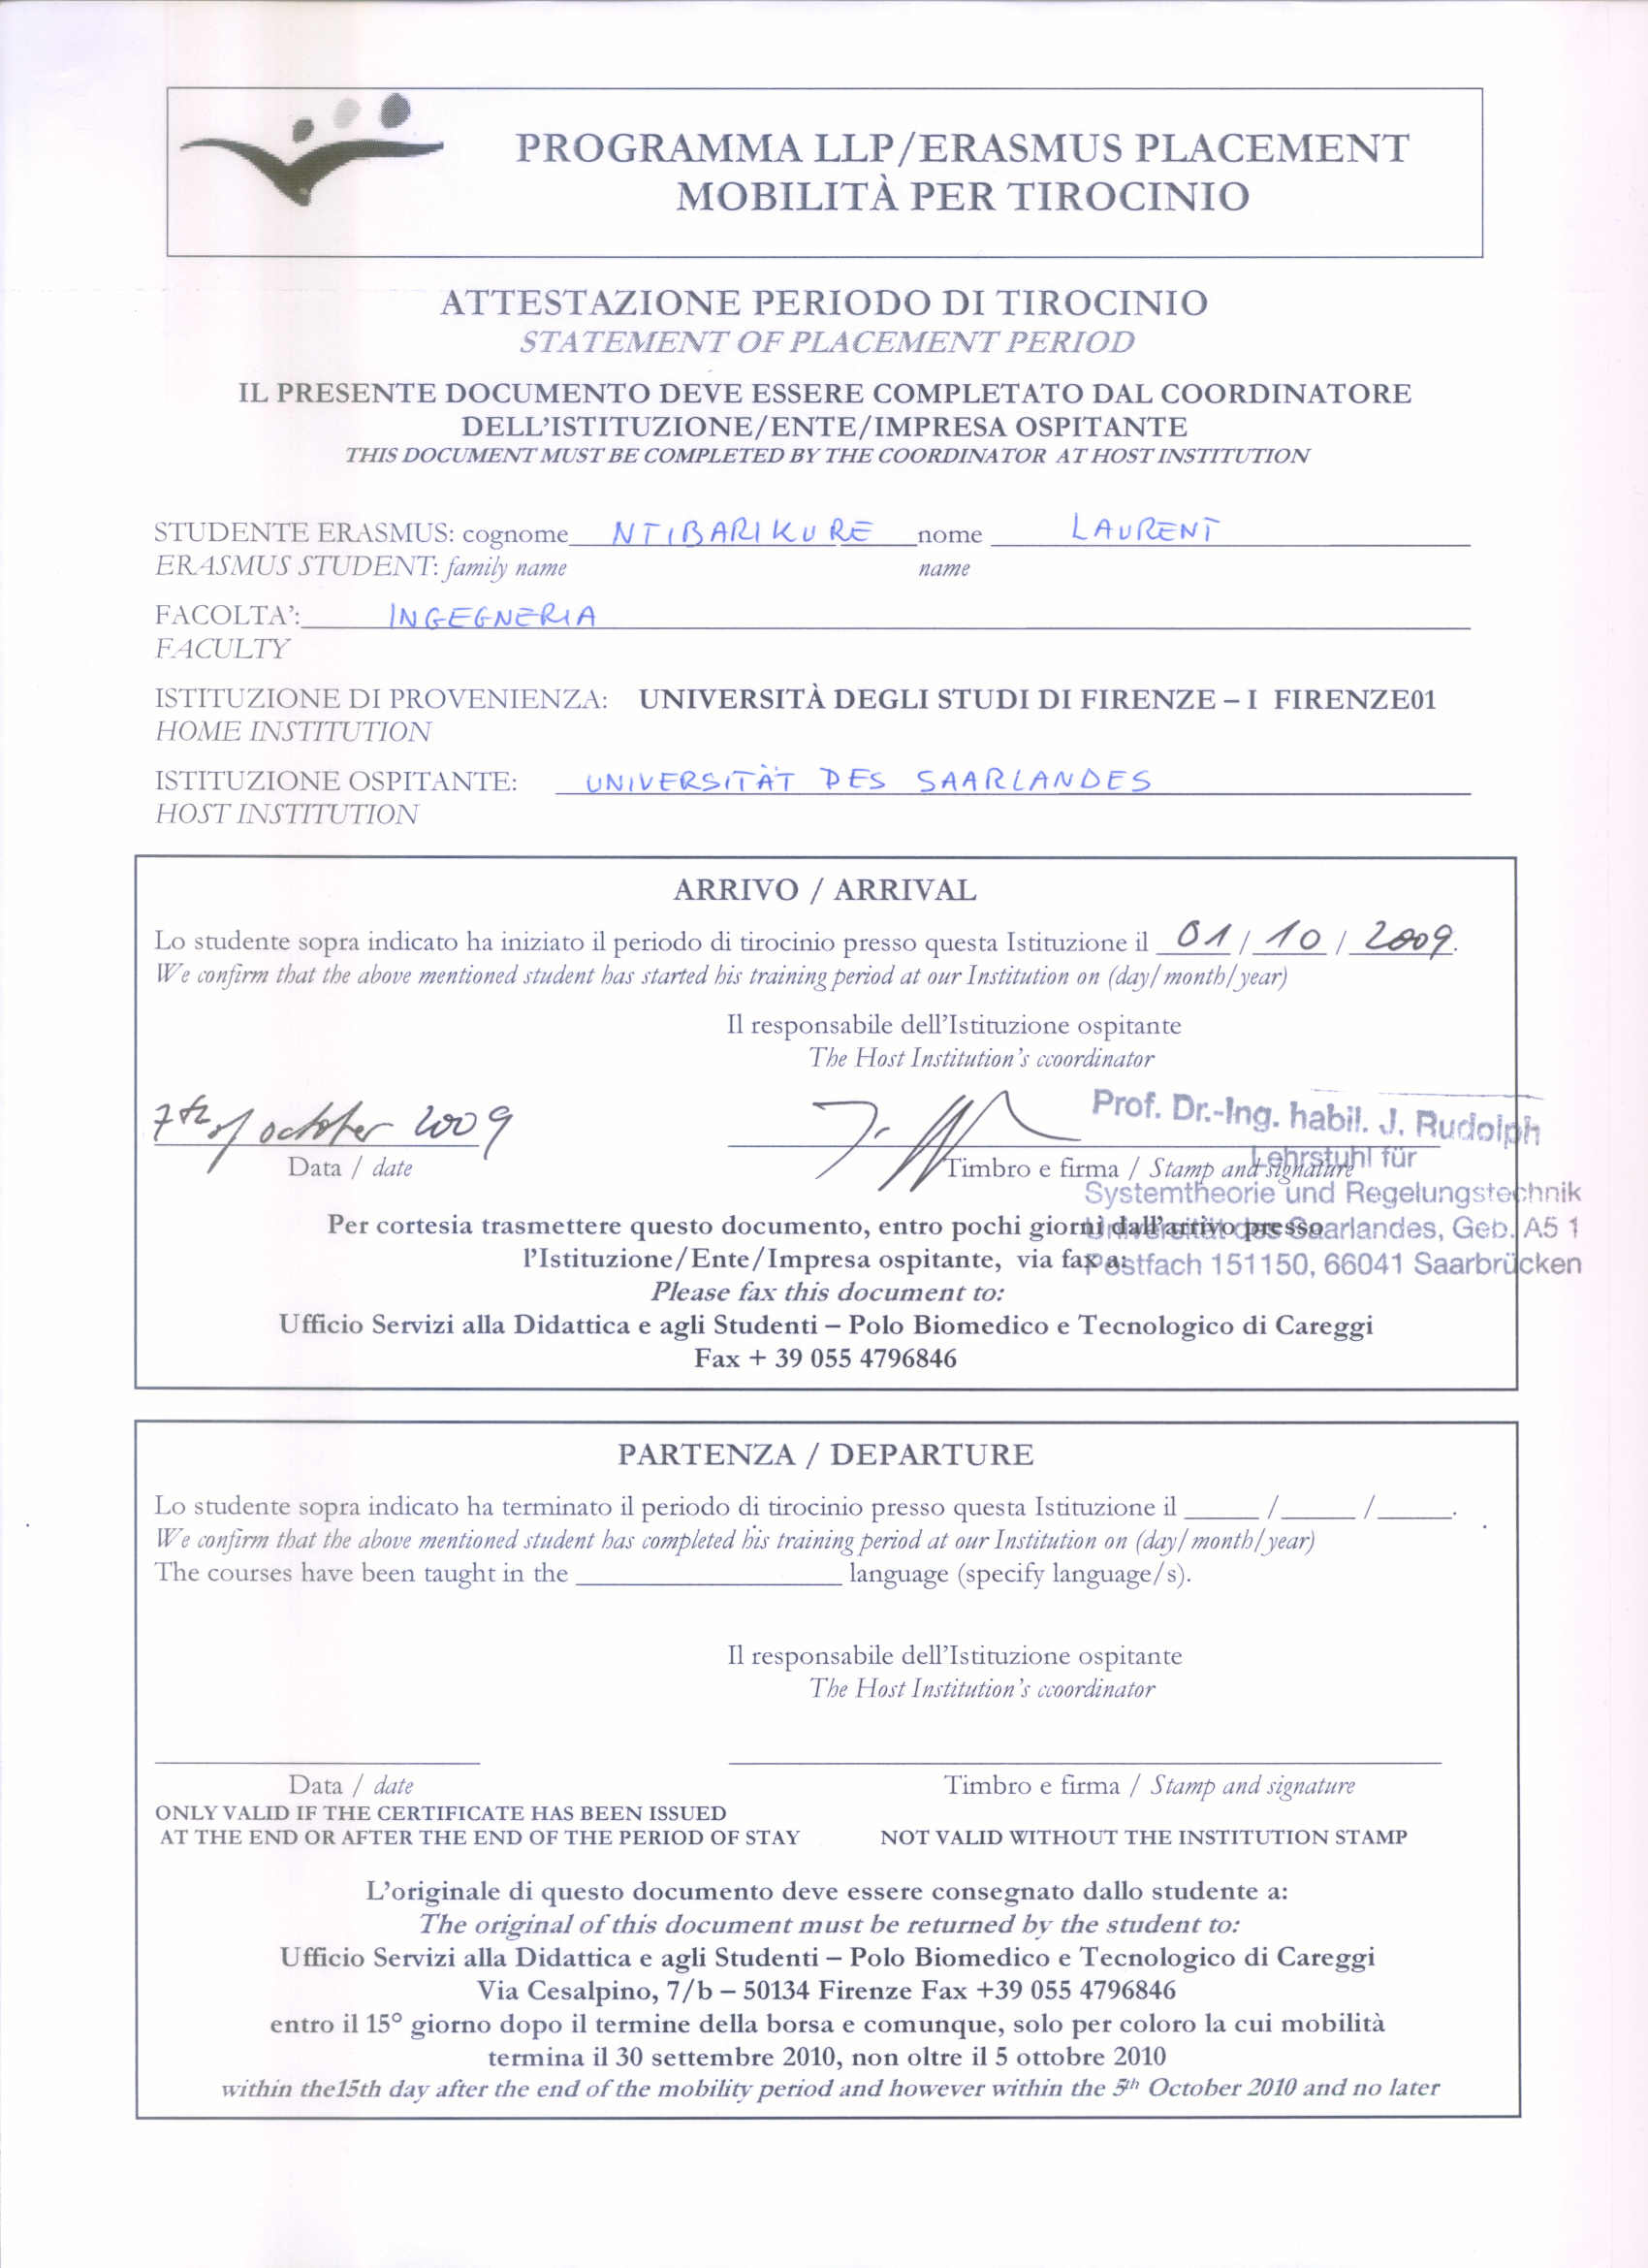 PROGRAMMA LLP/ERASMUS PLACEMENT
MOBILITÀ PER TIROCINIO
ATTESTAZIONE PERIODO DI TIROCINIO
STATEMENT OF PLACEMENT PERIOD
IL PRESENTE DOCUMENTO DEVE ESSERE COMPLETATO DAL COORDINATORE
DELL'ISTITUZIONE/ENTE/IMPRESA OSPITANTE
THIS DOCUMENT MUST BE COMPLETED BY THE COORDINATOR AT HOST INSTITUTION
STUDENTE ERASMUS: cognome NTIBARIKURE nome LAURENT
ERASMUS STUDENT: family name name
FACOLTA': INGEGNERIA
FACULTY
ISTITUZIONE DI PROVENIENZA: UNIVERSITÀ DEGLI STUDI DI FIRENZE – I FIRENZE01
HOME INSTITUTION
ISTITUZIONE OSPITANTE: UNIVERSITÄT DES SAARLANDES
HOST INSTITUTION
ARRIVO / ARRIVAL
Lo studente sopra indicato ha iniziato il periodo di tirocinio presso questa Istituzione il 01 / 10 / 2009.
We confirm that the above mentioned student has started his training period at our Institution on (day/month/year)
Il responsabile dell'Istituzione ospitante
The Host Institution's ccoordinator
7th of october 2009
Prof. Dr.-Ing. habil. J. Rudolph
Data / date Timbro e firma / Stamp and signature
Lehrstuhl für
Systemtheorie und Regelungstechnik
Universität des Saarlandes, Geb. A5 1
Postfach 151150, 66041 Saarbrücken
Per cortesia trasmettere questo documento, entro pochi giorni dall'arrivo presso
l'Istituzione/Ente/Impresa ospitante, via fax a:
Please fax this document to:
Ufficio Servizi alla Didattica e agli Studenti – Polo Biomedico e Tecnologico di Careggi
Fax + 39 055 4796846
PARTENZA / DEPARTURE
Lo studente sopra indicato ha terminato il periodo di tirocinio presso questa Istituzione il ______/______/______.
We confirm that the above mentioned student has completed his training period at our Institution on (day/month/year)
The courses have been taught in the ____________________ language (specify language/s).
Il responsabile dell'Istituzione ospitante
The Host Institution's ccoordinator
Data / date Timbro e firma / Stamp and signature
ONLY VALID IF THE CERTIFICATE HAS BEEN ISSUED
AT THE END OR AFTER THE END OF THE PERIOD OF STAY NOT VALID WITHOUT THE INSTITUTION STAMP
L'originale di questo documento deve essere consegnato dallo studente a:
The original of this document must be returned by the student to:
Ufficio Servizi alla Didattica e agli Studenti – Polo Biomedico e Tecnologico di Careggi
Via Cesalpino, 7/b – 50134 Firenze Fax +39 055 4796846
entro il 15° giorno dopo il termine della borsa e comunque, solo per coloro la cui mobilità
termina il 30 settembre 2010, non oltre il 5 ottobre 2010
within the15th day after the end of the mobility period and however within the 5th October 2010 and no later